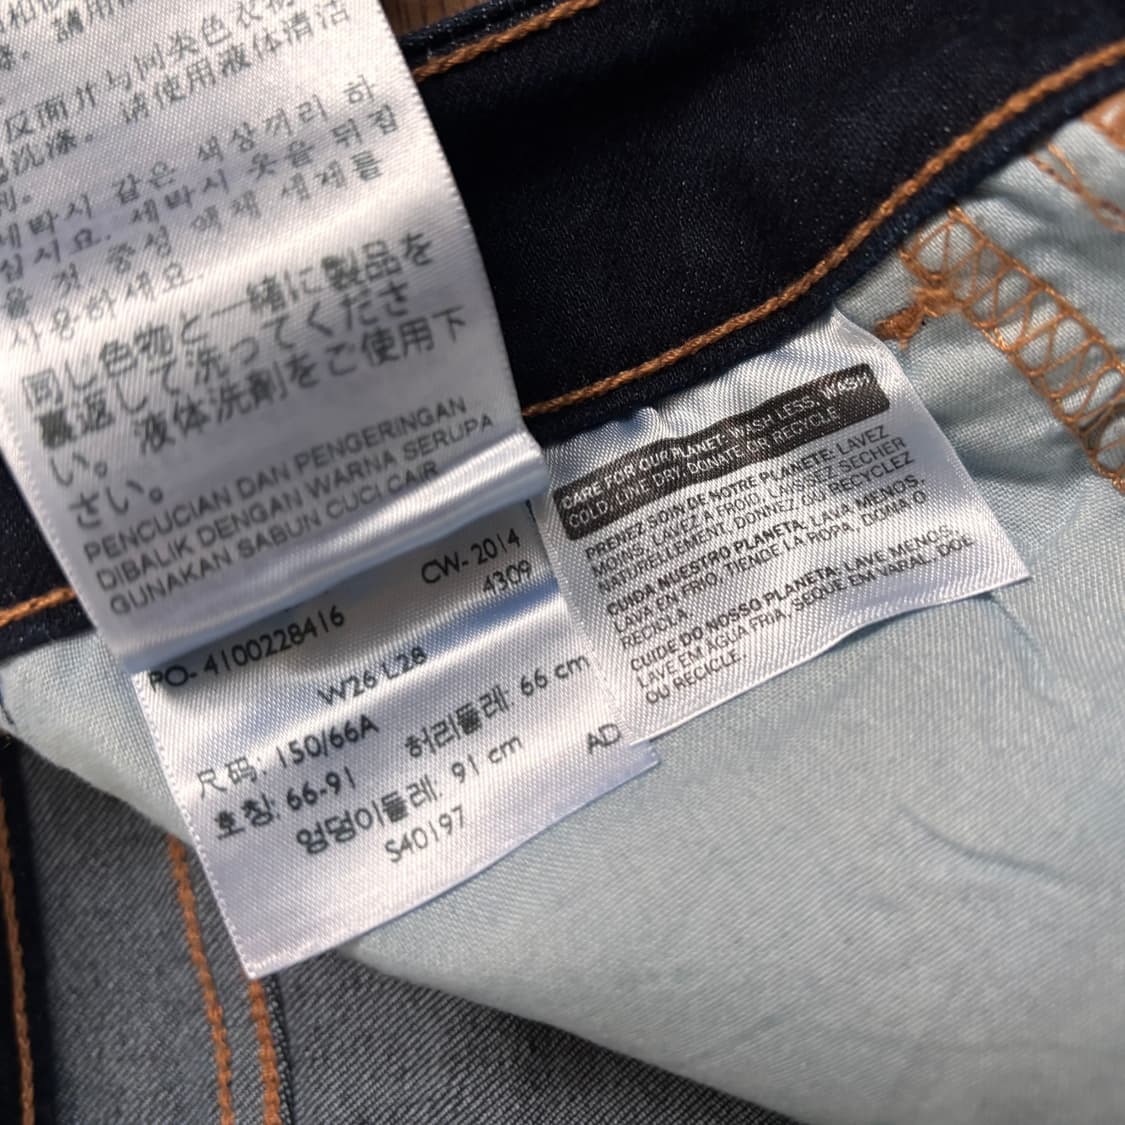 反面并与同类色衣物
洗涤。请使用液体清洁
剂。
세탁시 같은 색상끼리 하
십시요. 세탁시 옷을 뒤집
을 것. 중성 액체 세제를
사용하세요.
同じ色物と一緒に製品を
裏返して洗ってくださ
い。 液体洗剤をご使用下
さい。
PENCUCIAN DAN PENGERINGAN
DIBALIK DENGAN WARNA SERUPA
GUNAKAN SABUN CUCI CAIR
CW- 2014
4309
PO- 4100228416
W26 L28
尺码: 150/66A
허리둘레: 66 cm
호칭: 66-91
엉덩이둘레: 91 cm
AD
S40197
CARE FOR OUR PLANET: WASH LESS, WASH
COLD, LINE DRY, DONATE OR RECYCLE
PRENEZ SOIN DE NOTRE PLANETE: LAVEZ
MOINS, LAVEZ A FROID, LAISSEZ SECHER
NATURELLEMENT, DONNEZ OU RECYCLEZ
CUIDA NUESTRO PLANETA: LAVA MENOS,
LAVA EN FRIO, TIENDE LA ROPA, DONA O
RECICLA.
CUIDE DO NOSSO PLANETA: LAVE MENOS,
LAVE EM AGUA FRIA, SEQUE EM VARAL, DOE
OU RECICLE.